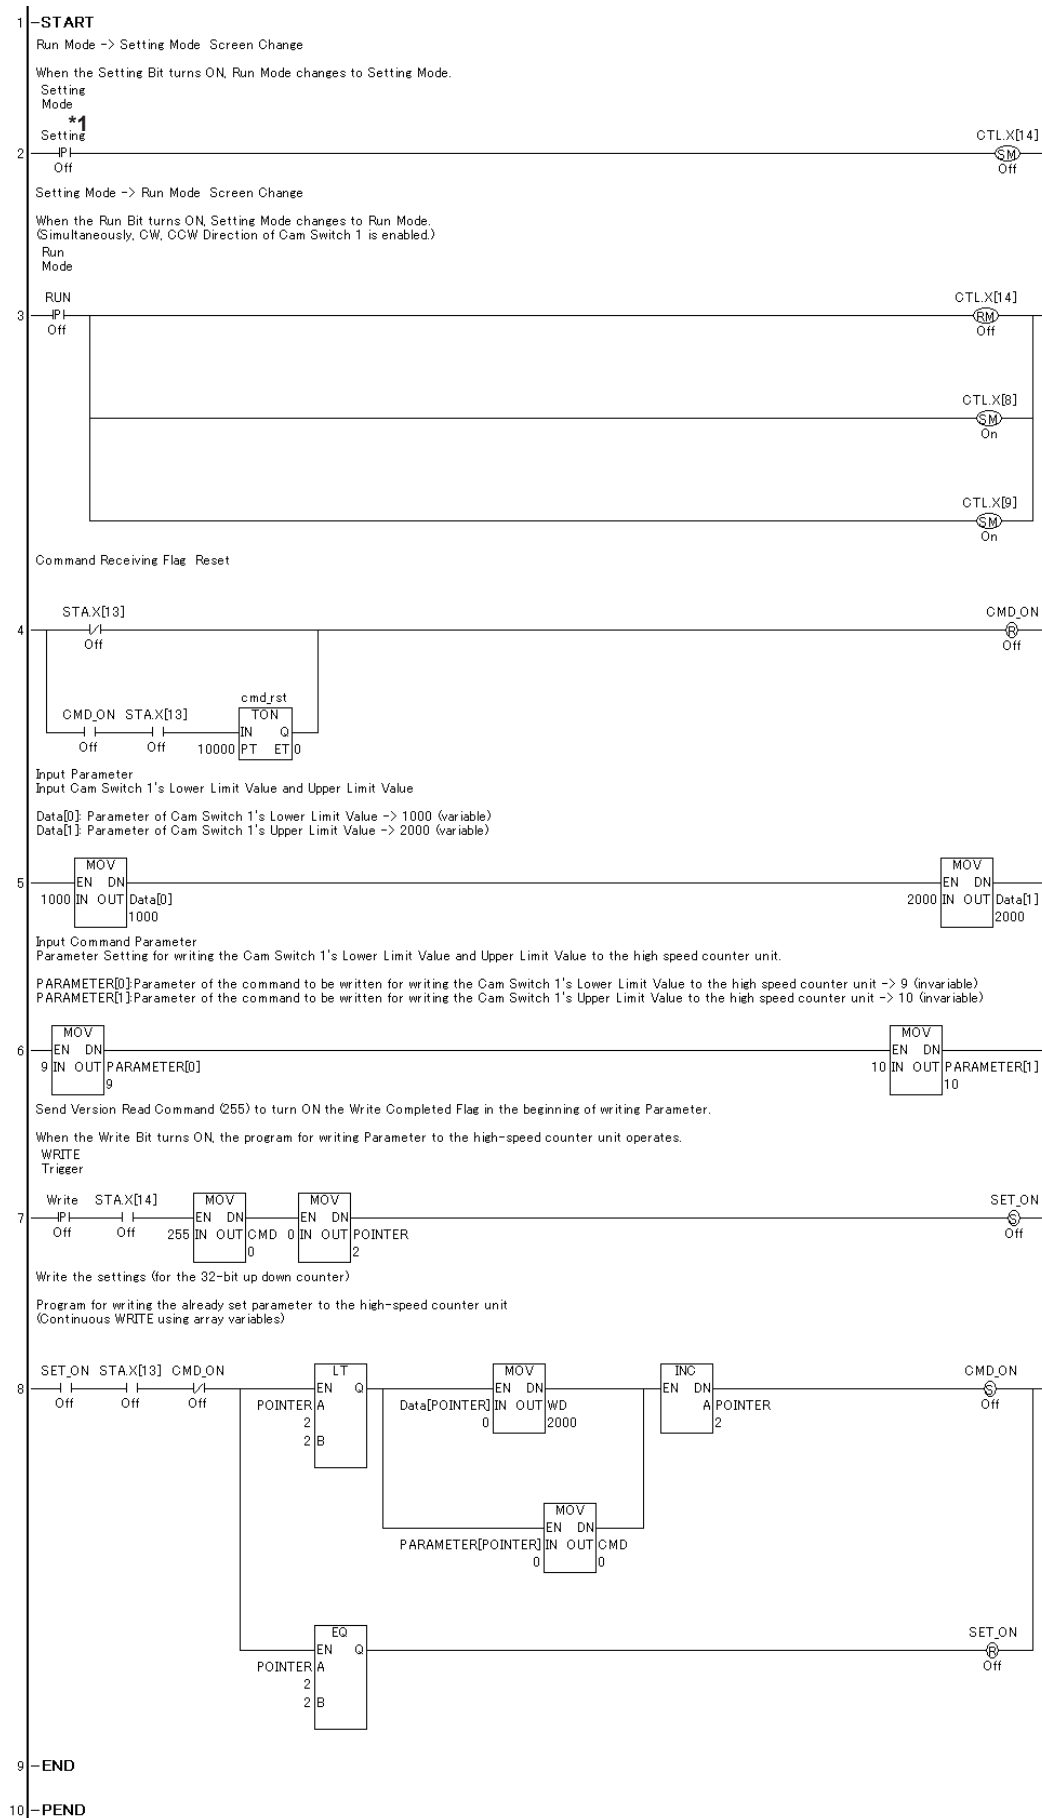 1 -START
Run Mode -> Setting Mode Screen Change
When the Setting Bit turns ON, Run Mode changes to Setting Mode.
Setting
Mode
*1
Setting CTL.X[14]
2 P SM
Off Off
Setting Mode -> Run Mode Screen Change
When the Run Bit turns ON, Setting Mode changes to Run Mode.
(Simultaneously, CW, CCW Direction of Cam Switch 1 is enabled.)
Run
Mode
RUN CTL.X[14]
3 P RM
Off Off
CTL.X[8]
SM
On
CTL.X[9]
SM
On
Command Receiving Flag Reset
STA.X[13] CMD_ON
4 R
Off Off
cmd_rst
CMD_ON STA.X[13] TON
IN Q
Off Off 10000 PT ET 0
Input Parameter
Input Cam Switch 1's Lower Limit Value and Upper Limit Value
Data[0]: Parameter of Cam Switch 1's Lower Limit Value -> 1000 (variable)
Data[1]: Parameter of Cam Switch 1's Upper Limit Value -> 2000 (variable)
MOV MOV
5 EN DN EN DN
1000 IN OUT Data[0] 2000 IN OUT Data[1]
1000 2000
Input Command Parameter
Parameter Setting for writing the Cam Switch 1's Lower Limit Value and Upper Limit Value to the high speed counter unit.
PARAMETER[0]:Parameter of the command to be written for writing the Cam Switch 1's Lower Limit Value to the high speed counter unit -> 9 (invariable)
PARAMETER[1]:Parameter of the command to be written for writing the Cam Switch 1's Upper Limit Value to the high speed counter unit -> 10 (invariable)
MOV MOV
6 EN DN EN DN
9 IN OUT PARAMETER[0] 10 IN OUT PARAMETER[1]
9 10
Send Version Read Command (255) to turn ON the Write Completed Flag in the beginning of writing Parameter.
When the Write Bit turns ON, the program for writing Parameter to the high-speed counter unit operates.
WRITE
Trigger
Write STA.X[14] MOV MOV SET_ON
7 P EN DN EN DN S
Off Off 255 IN OUT CMD 0 IN OUT POINTER Off
0 2
Write the settings (for the 32-bit up down counter)
Program for writing the already set parameter to the high-speed counter unit
(Continuous WRITE using array variables)
SET_ON STA.X[13] CMD_ON LT MOV INC CMD_ON
8 EN Q EN DN EN DN S
Off Off Off POINTER A Data[POINTER] IN OUT WD A POINTER Off
2 0 2000 2
2 B
MOV
EN DN
PARAMETER[POINTER] IN OUT CMD
0 0
EQ SET_ON
EN Q R
POINTER A Off
2
2 B
9 -END
10 -PEND